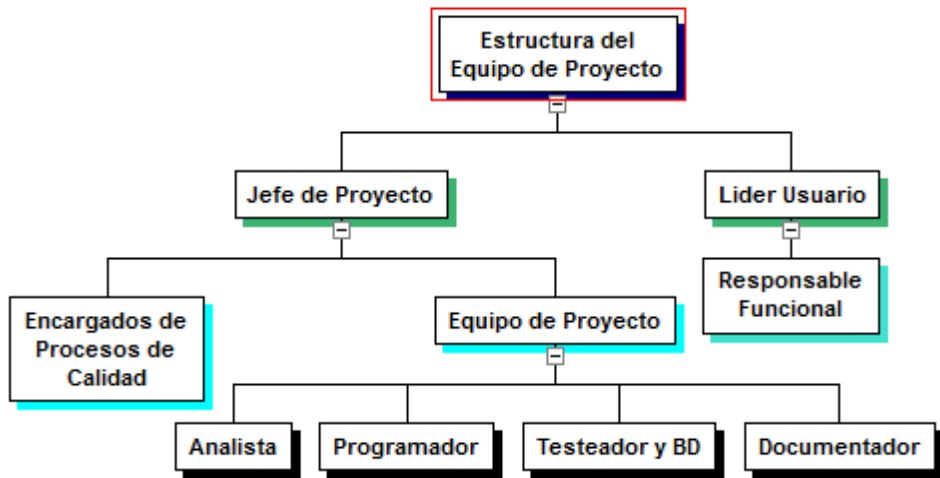 Estructura del
Equipo de Proyecto
Jefe de Proyecto
Lider Usuario
Encargados de
Procesos de
Calidad
Equipo de Proyecto
Responsable
Funcional
Analista
Programador
Testeador y BD
Documentador